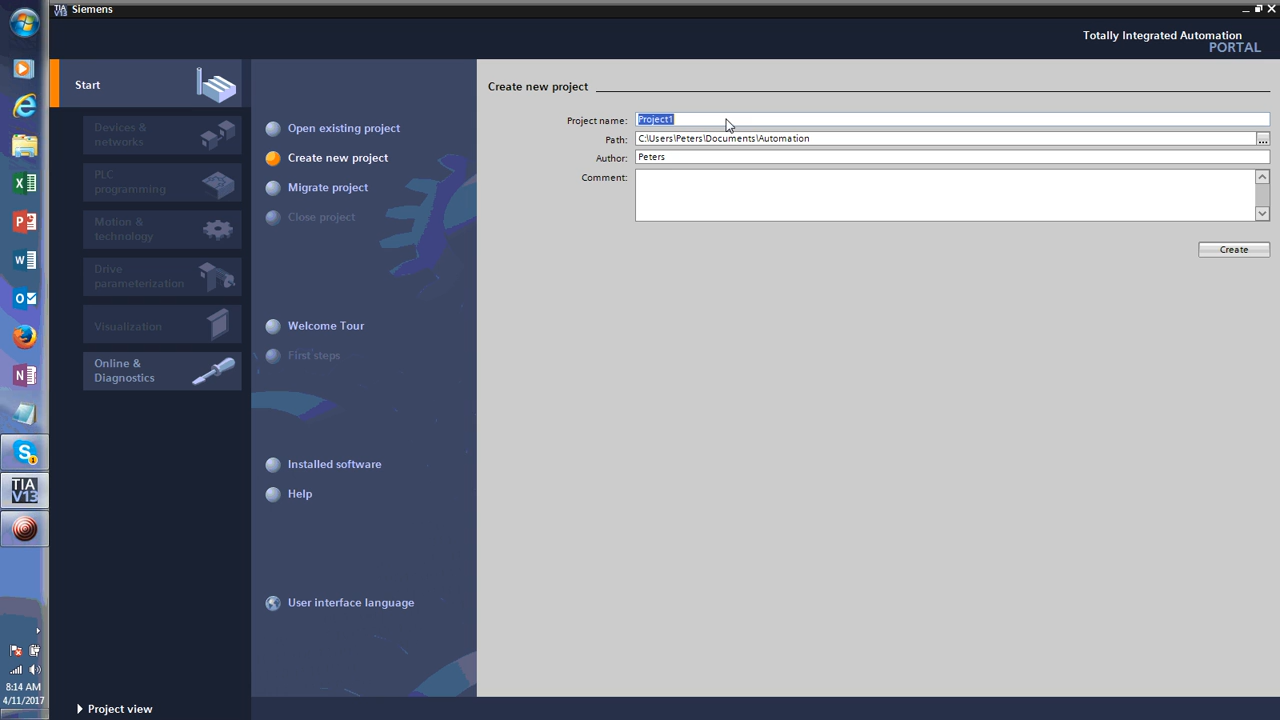 TIA
V13
Siemens
Totally Integrated Automation
PORTAL
Start
Devices &
networks
PLC
programming
Motion &
technology
Drive
parameterization
Visualization
Online &
Diagnostics
Open existing project
Create new project
Migrate project
Close project
Welcome Tour
First steps
Installed software
Help
User interface language
Create new project
Project name: Project1
Path: C:\Users\Peters\Documents\Automation ...
Author: Peters
Comment:
Create
TIA
V13
8:14 AM
4/11/2017
Project view